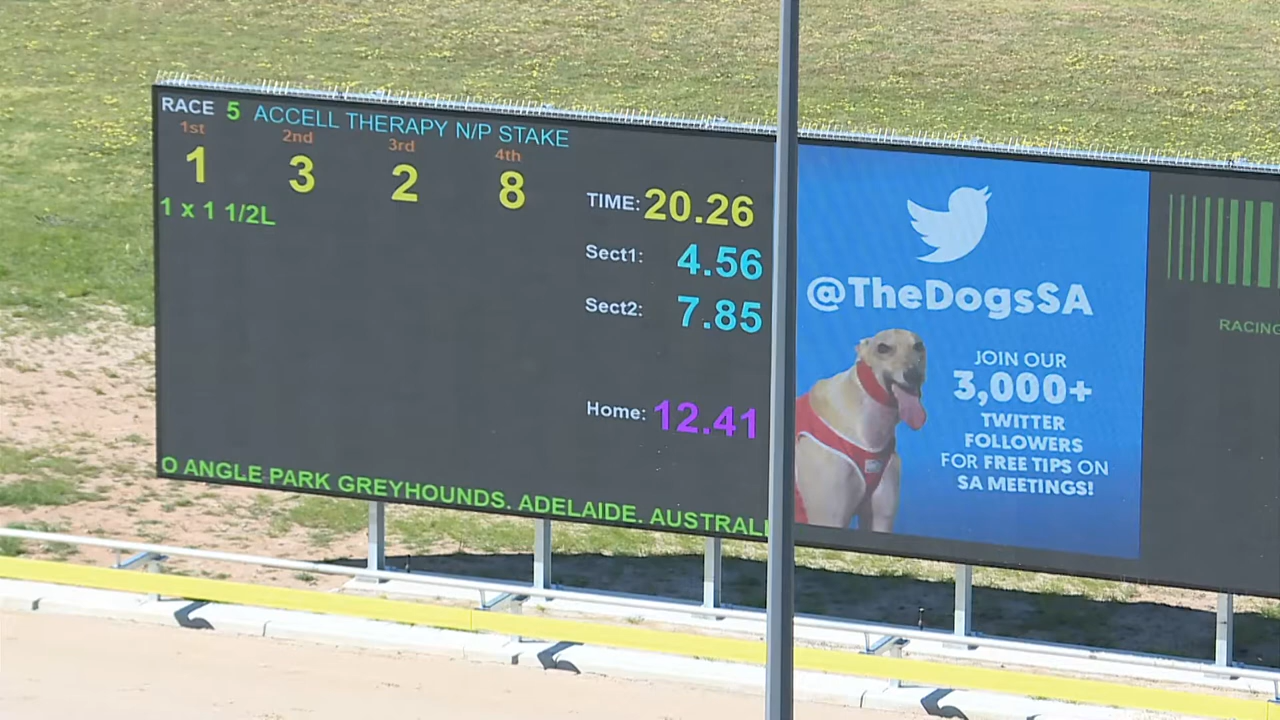 RACE 5 ACCELL THERAPY N/P STAKE
1st 2nd 3rd 4th
1 3 2 8
1 x 1 1/2L
TIME: 20.26
Sect1: 4.56
Sect2: 7.85
Home: 12.41
O ANGLE PARK GREYHOUNDS. ADELAIDE. AUSTRALI
@TheDogsSA
JOIN OUR
3,000+
TWITTER
FOLLOWERS
FOR FREE TIPS ON
SA MEETINGS!
RACING